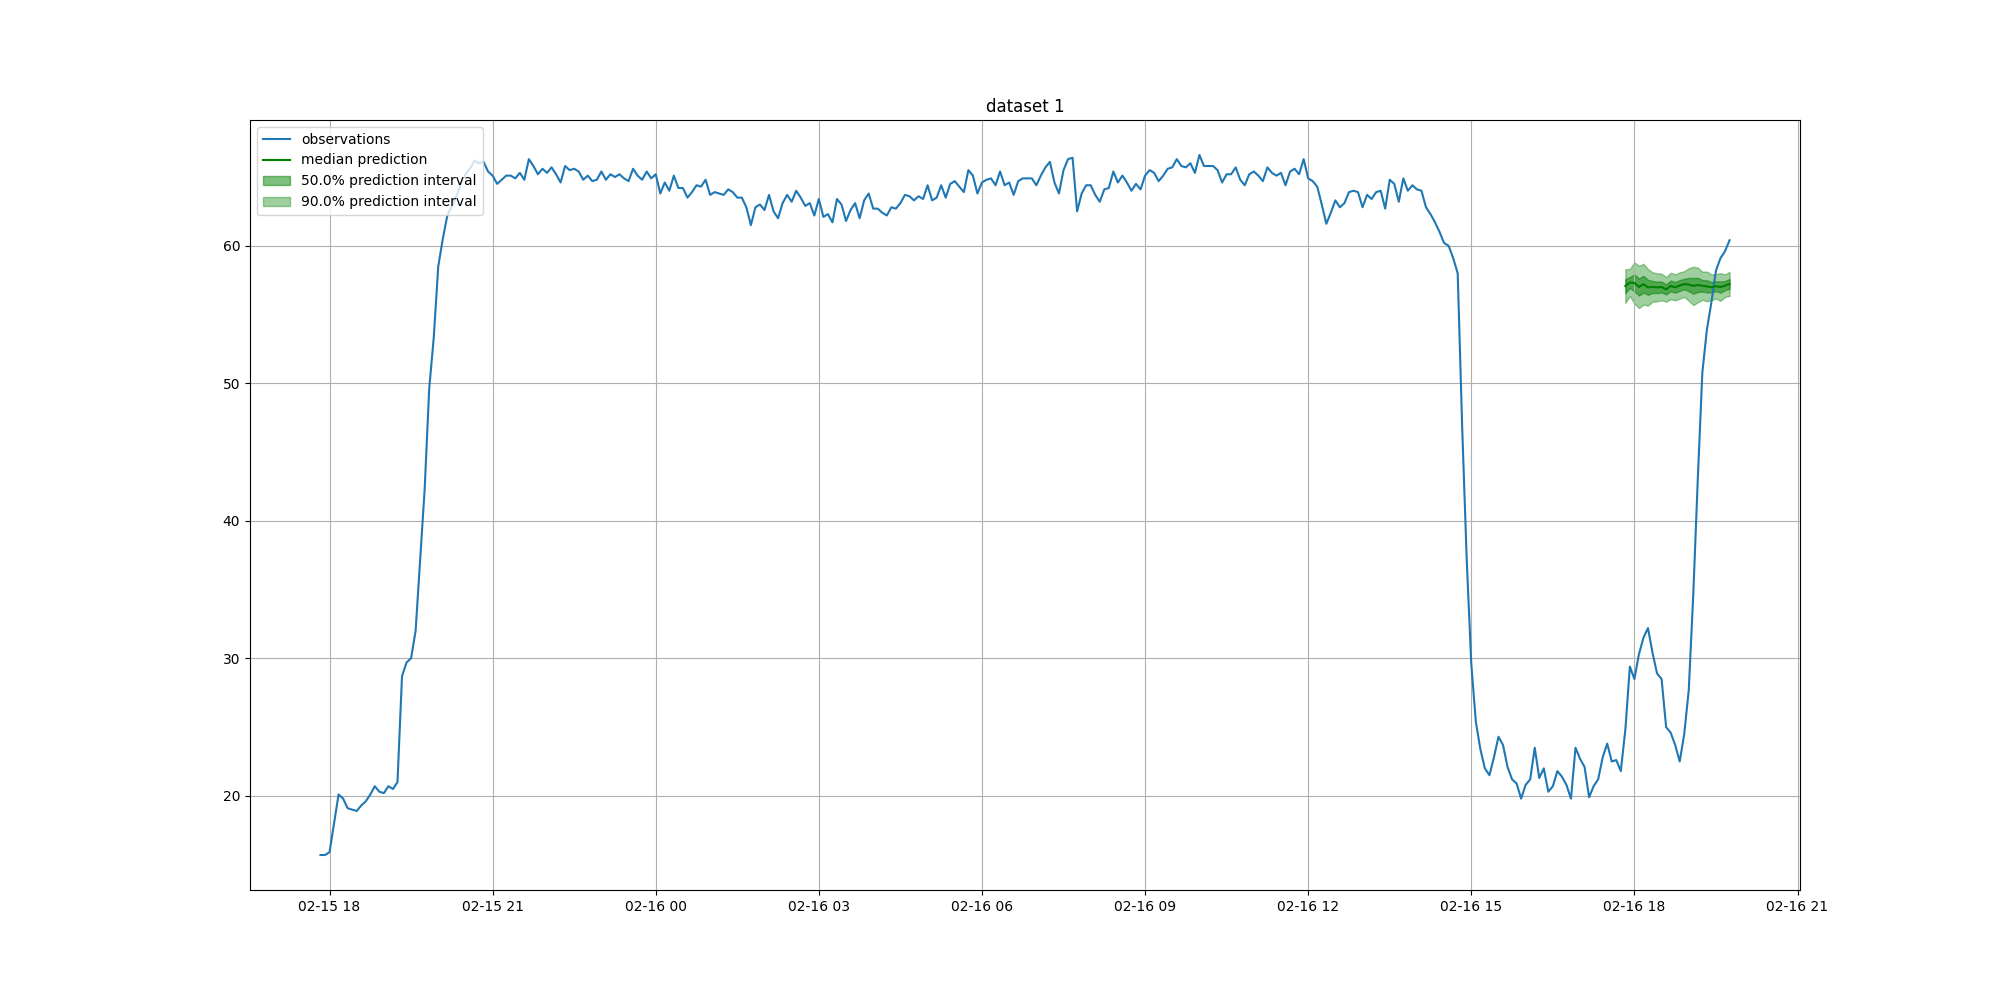 dataset 1
observations
median prediction
50.0% prediction interval
90.0% prediction interval
60
50
40
30
20
02-15 18 02-15 21 02-16 00 02-16 03 02-16 06 02-16 09 02-16 12 02-16 15 02-16 18 02-16 21